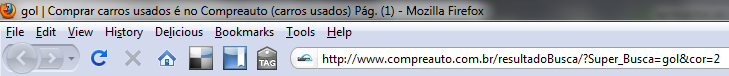 gol | Comprar carros usados é no Compreauto (carros usados) Pág. (1) - Mozilla Firefox
File Edit View History Delicious Bookmarks Tools Help
TAG http://www.compreauto.com.br/resultadoBusca/?Super_Busca=gol&cor=2